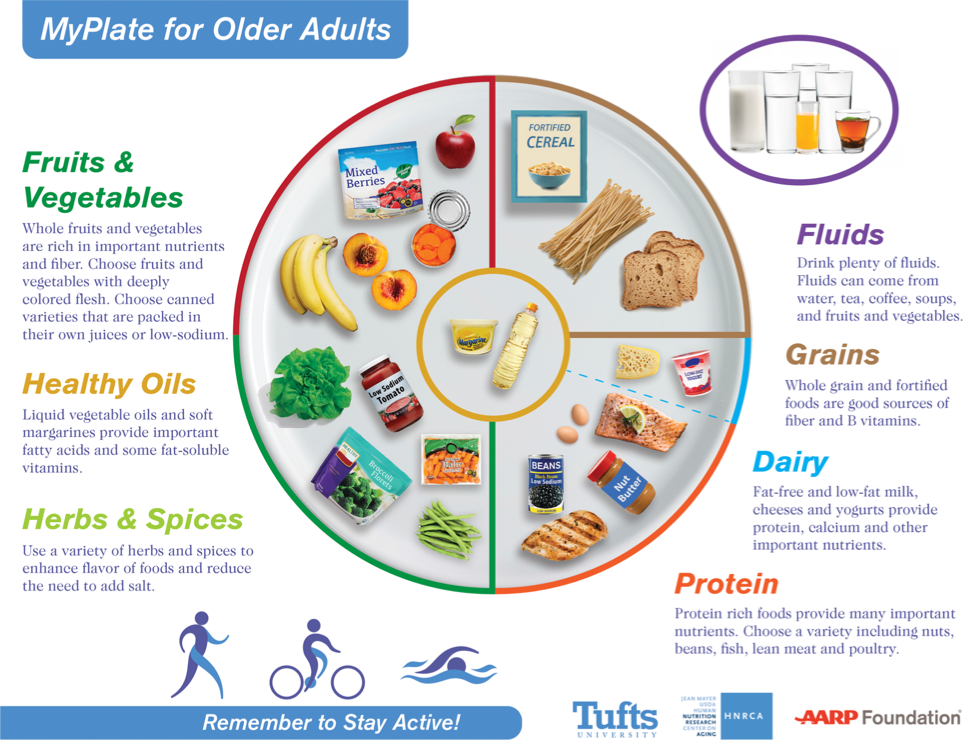 MyPlate for Older Adults
Fruits &
Vegetables
Whole fruits and vegetables
are rich in important nutrients
and fiber. Choose fruits and
vegetables with deeply
colored flesh. Choose canned
varieties that are packed in
their own juices or low-sodium.
Healthy Oils
Liquid vegetable oils and soft
margarines provide important
fatty acids and some fat-soluble
vitamins.
Herbs & Spices
Use a variety of herbs and spices to
enhance flavor of foods and reduce
the need to add salt.
Mixed
Berries
FORTIFIED
CEREAL
Margarine
Low Sodium
Tomato
Broccoli
Florets
BEANS
Low Sodium
Nut
Butter
Fluids
Drink plenty of fluids.
Fluids can come from
water, tea, coffee, soups,
and fruits and vegetables.
Grains
Whole grain and fortified
foods are good sources of
fiber and B vitamins.
Dairy
Fat-free and low-fat milk,
cheeses and yogurts provide
protein, calcium and other
important nutrients.
Protein
Protein rich foods provide many important
nutrients. Choose a variety including nuts,
beans, fish, lean meat and poultry.
Remember to Stay Active!
Tufts
UNIVERSITY
JEAN MAYER
USDA
HUMAN
NUTRITION
RESEARCH
CENTER ON
AGING
HNRCA
AARP Foundation